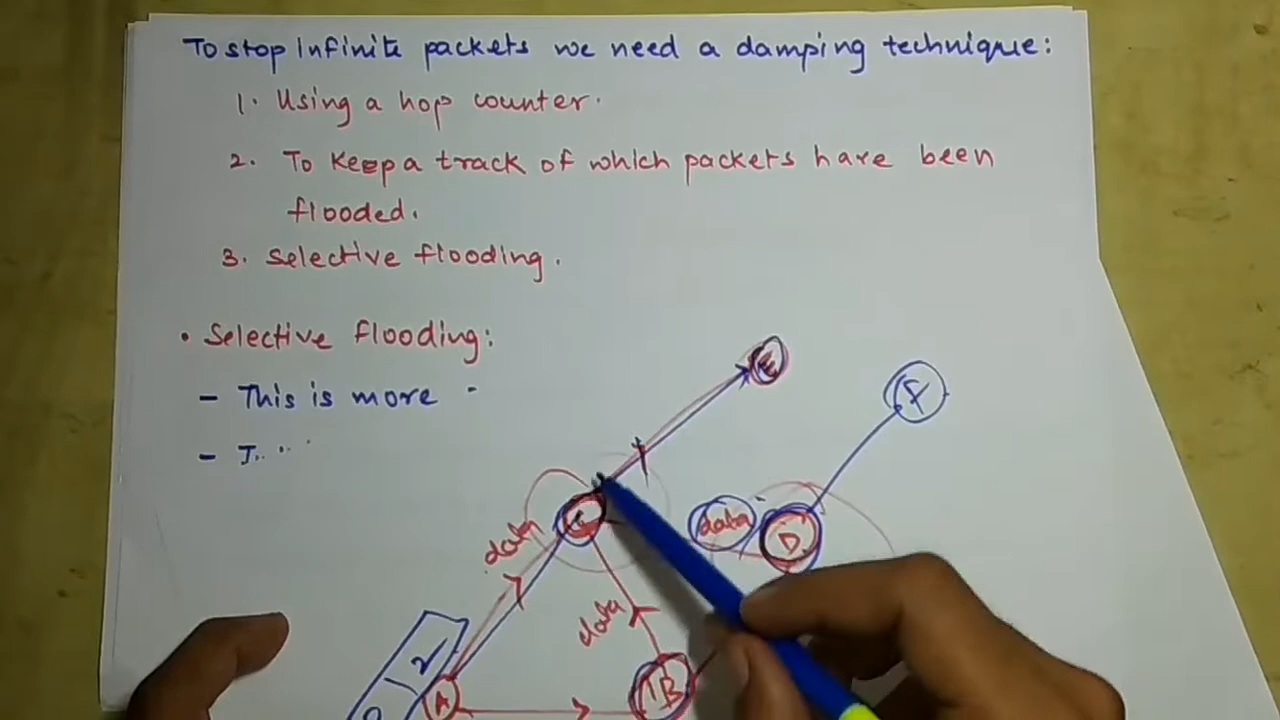 To stop Infinite packets we need a damping technique:
1. Using a hop counter.
2. To Keep a track of which packets have been
flooded.
3. Selective flooding.
• Selective flooding:
- This is more
-
E
F
C
data
data
D
data
2
A
B